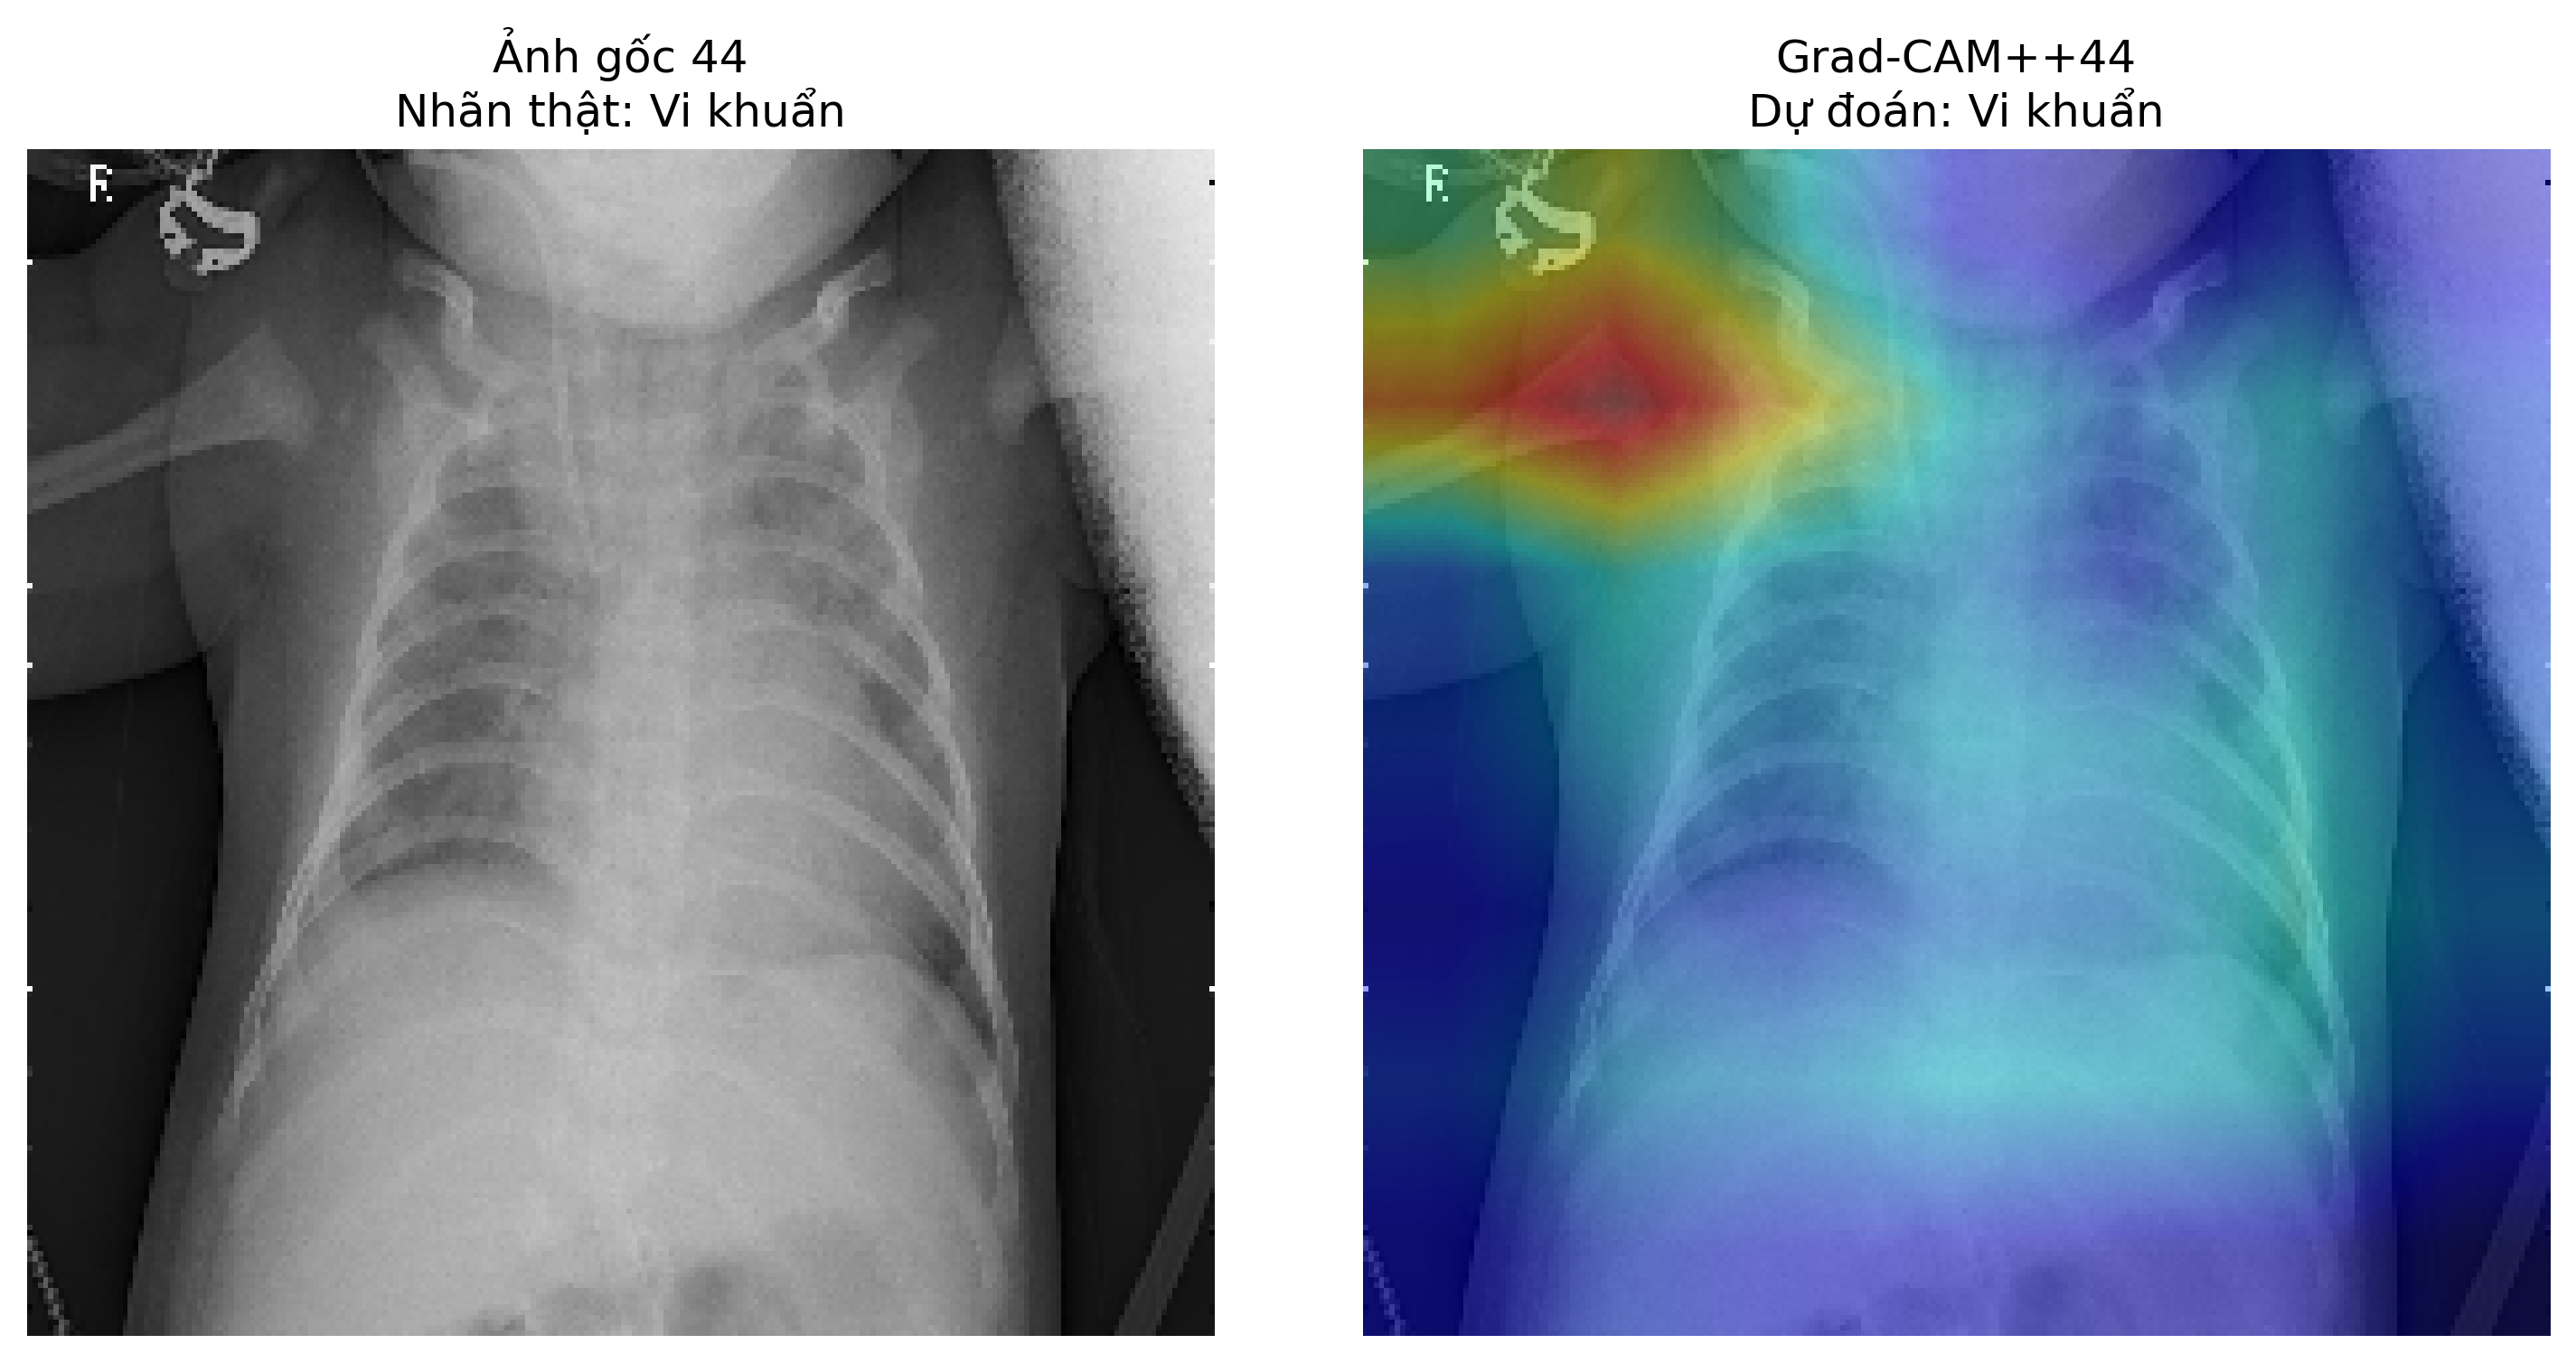 Ảnh gốc 44
Nhãn thật: Vi khuẩn
Grad-CAM++44
Dự đoán: Vi khuẩn
R
R